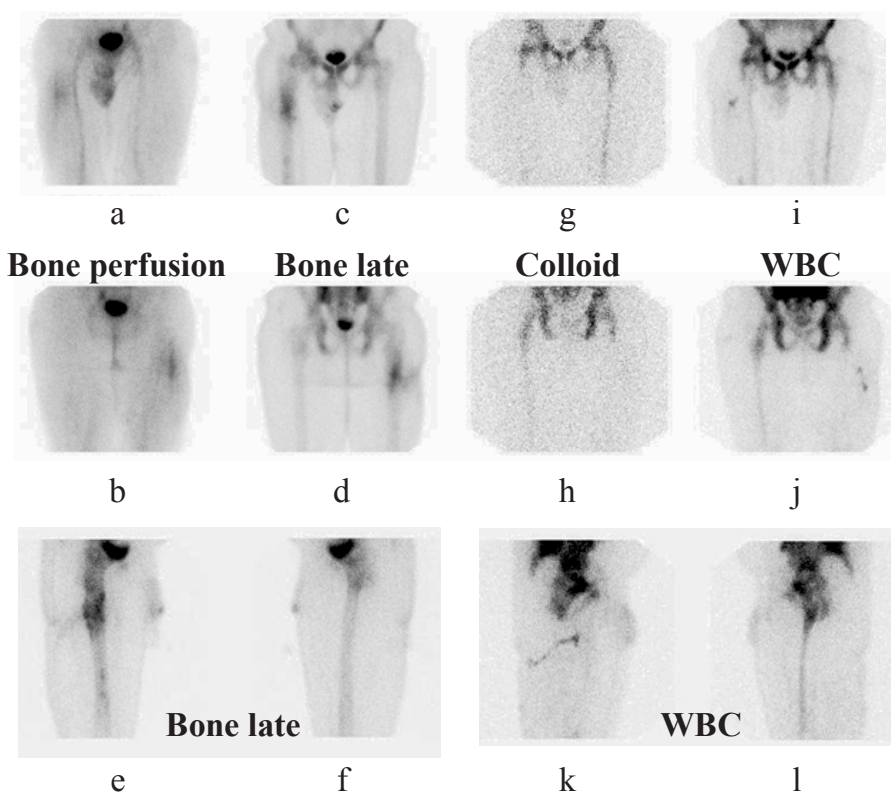 a c g i
Bone perfusion Bone late Colloid WBC
b d h j
Bone late WBC
e f k l